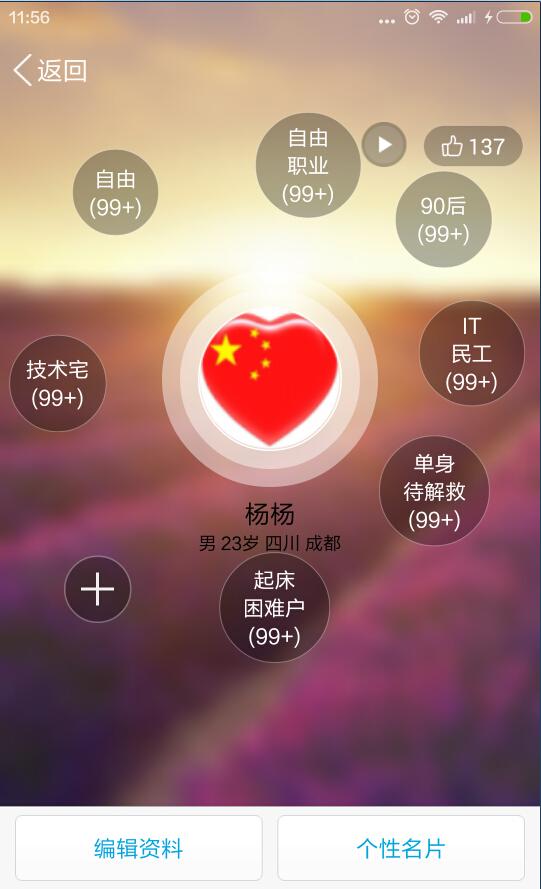 11:56
返回
137
自由
职业
(99+)
自由
(99+)
90后
(99+)
IT
民工
(99+)
技术宅
(99+)
单身
待解救
(99+)
杨杨
男 23岁 四川 成都
起床
困难户
(99+)
编辑资料
个性名片